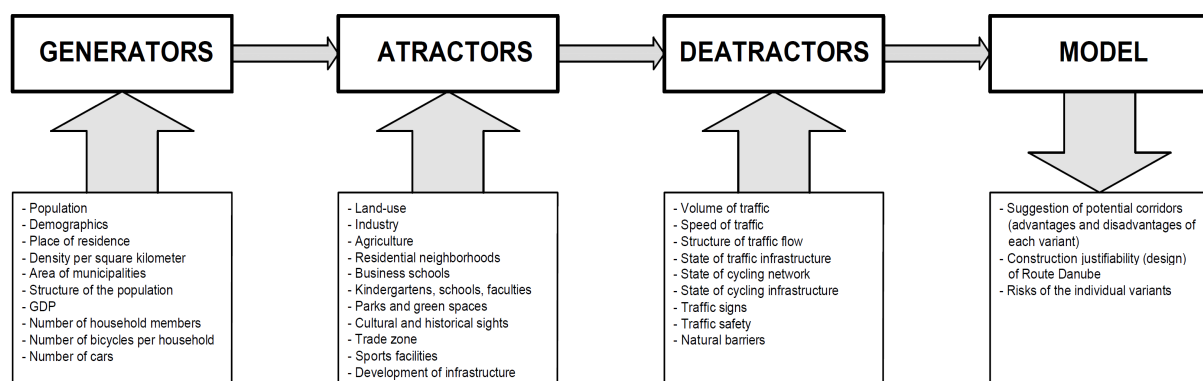 GENERATORS
ATRACTORS
DEATRACTORS
MODEL
- Population
- Demographics
- Place of residence
- Density per square kilometer
- Area of municipalities
- Structure of the population
- GDP
- Number of household members
- Number of bicycles per household
- Number of cars
- Land-use
- Industry
- Agriculture
- Residential neighborhoods
- Business schools
- Kindergartens, schools, faculties
- Parks and green spaces
- Cultural and historical sights
- Trade zone
- Sports facilities
- Development of infrastructure
- Volume of traffic
- Speed of traffic
- Structure of traffic flow
- State of traffic infrastructure
- State of cycling network
- State of cycling infrastructure
- Traffic signs
- Traffic safety
- Natural barriers
- Suggestion of potential corridors
(advantages and disadvantages of
each variant)
- Construction justifiability (design)
of Route Danube
- Risks of the individual variants